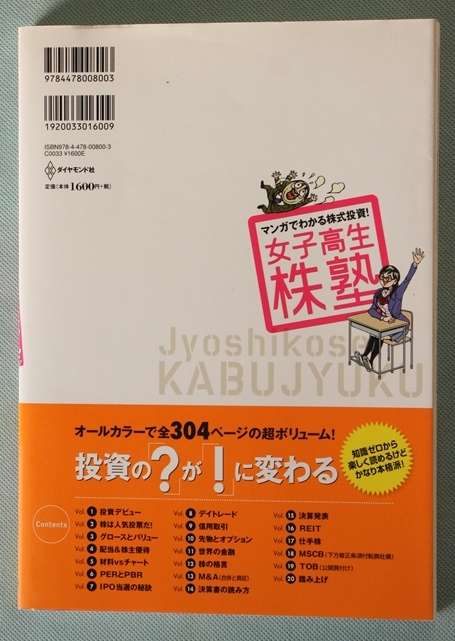 9784478008003
1920033016009
ISBN978-4-478-00800-3
C0033 ¥1600E
ダイヤモンド社
定価(本体1600円+税)
マンガでわかる株式投資!
女子高生
株塾
Jyoshikose
KABUJYUKU
オールカラーで全304ページの超ボリューム!
投資の?が!に変わる
知識ゼロから
楽しく読めるけど
かなり本格派!
Contents
Vol. 1 投資デビュー
Vol. 2 株は人気投票だ!
Vol. 3 グロースとバリュー
Vol. 4 配当&株主優待
Vol. 5 材料vsチャート
Vol. 6 PERとPBR
Vol. 7 IPO当選の秘訣
Vol. 8 デイトレード
Vol. 9 信用取引
Vol. 10 先物とオプション
Vol. 11 世界の金融
Vol. 12 株の格言
Vol. 13 M&A(合併と買収)
Vol. 14 決算書の読み方
Vol. 15 決算発表
Vol. 16 REIT
Vol. 17 仕手株
Vol. 18 MSCB(下方修正条項付転換社債)
Vol. 19 TOB(公開買付け)
Vol. 20 踏み上げ